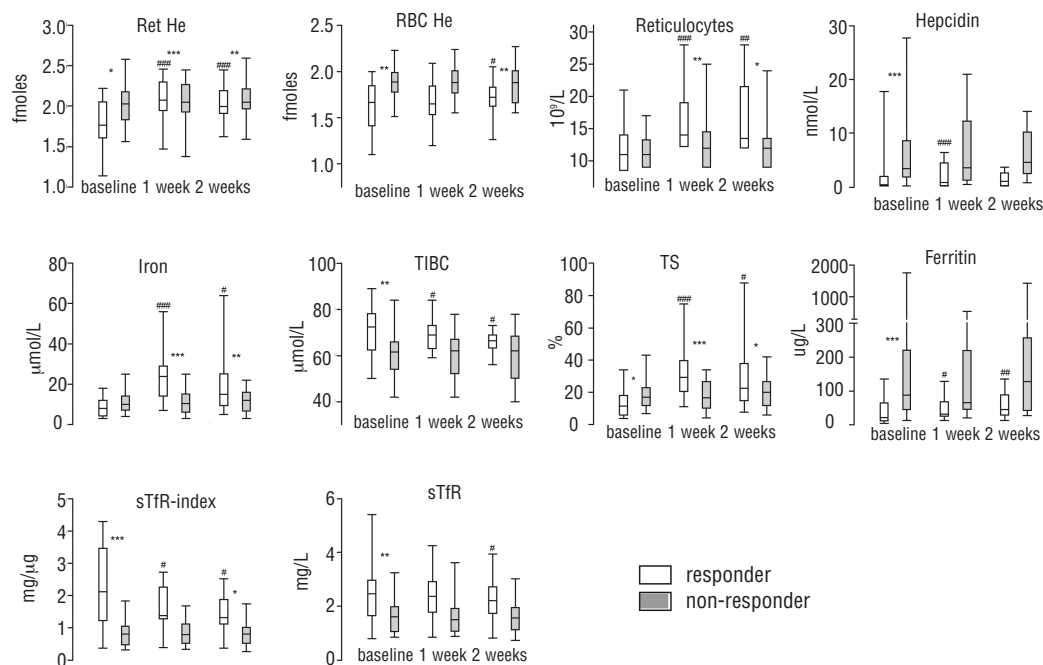 Ret He
RBC He
Reticulocytes
Hepcidin
fmoles
3.0
2.5
2.0
1.5
1.0
*
***
###
###
**
baseline 1 week 2 weeks
fmoles
2.5
2.0
1.5
1.0
**
#
**
baseline 1 week 2 weeks
10⁹/L
30
25
20
15
10
###
**
##
*
baseline 1 week 2 weeks
nmol/L
30
20
10
0
***
###
baseline 1 week 2 weeks
Iron
TIBC
TS
Ferritin
µmol/L
80
60
40
20
0
###
***
#
**
µmol/L
100
80
60
40
**
#
#
baseline 1 week 2 weeks
%
100
80
60
40
20
0
*
###
***
#
*
baseline 1 week 2 weeks
ug/L
2000
1000
300
200
100
0
***
#
##
baseline 1 week 2 weeks
sTfR-index
sTfR
mg/µg
5
4
3
2
1
0
***
#
#
*
mg/L
6
4
2
0
**
#
baseline 1 week 2 weeks
responder
non-responder